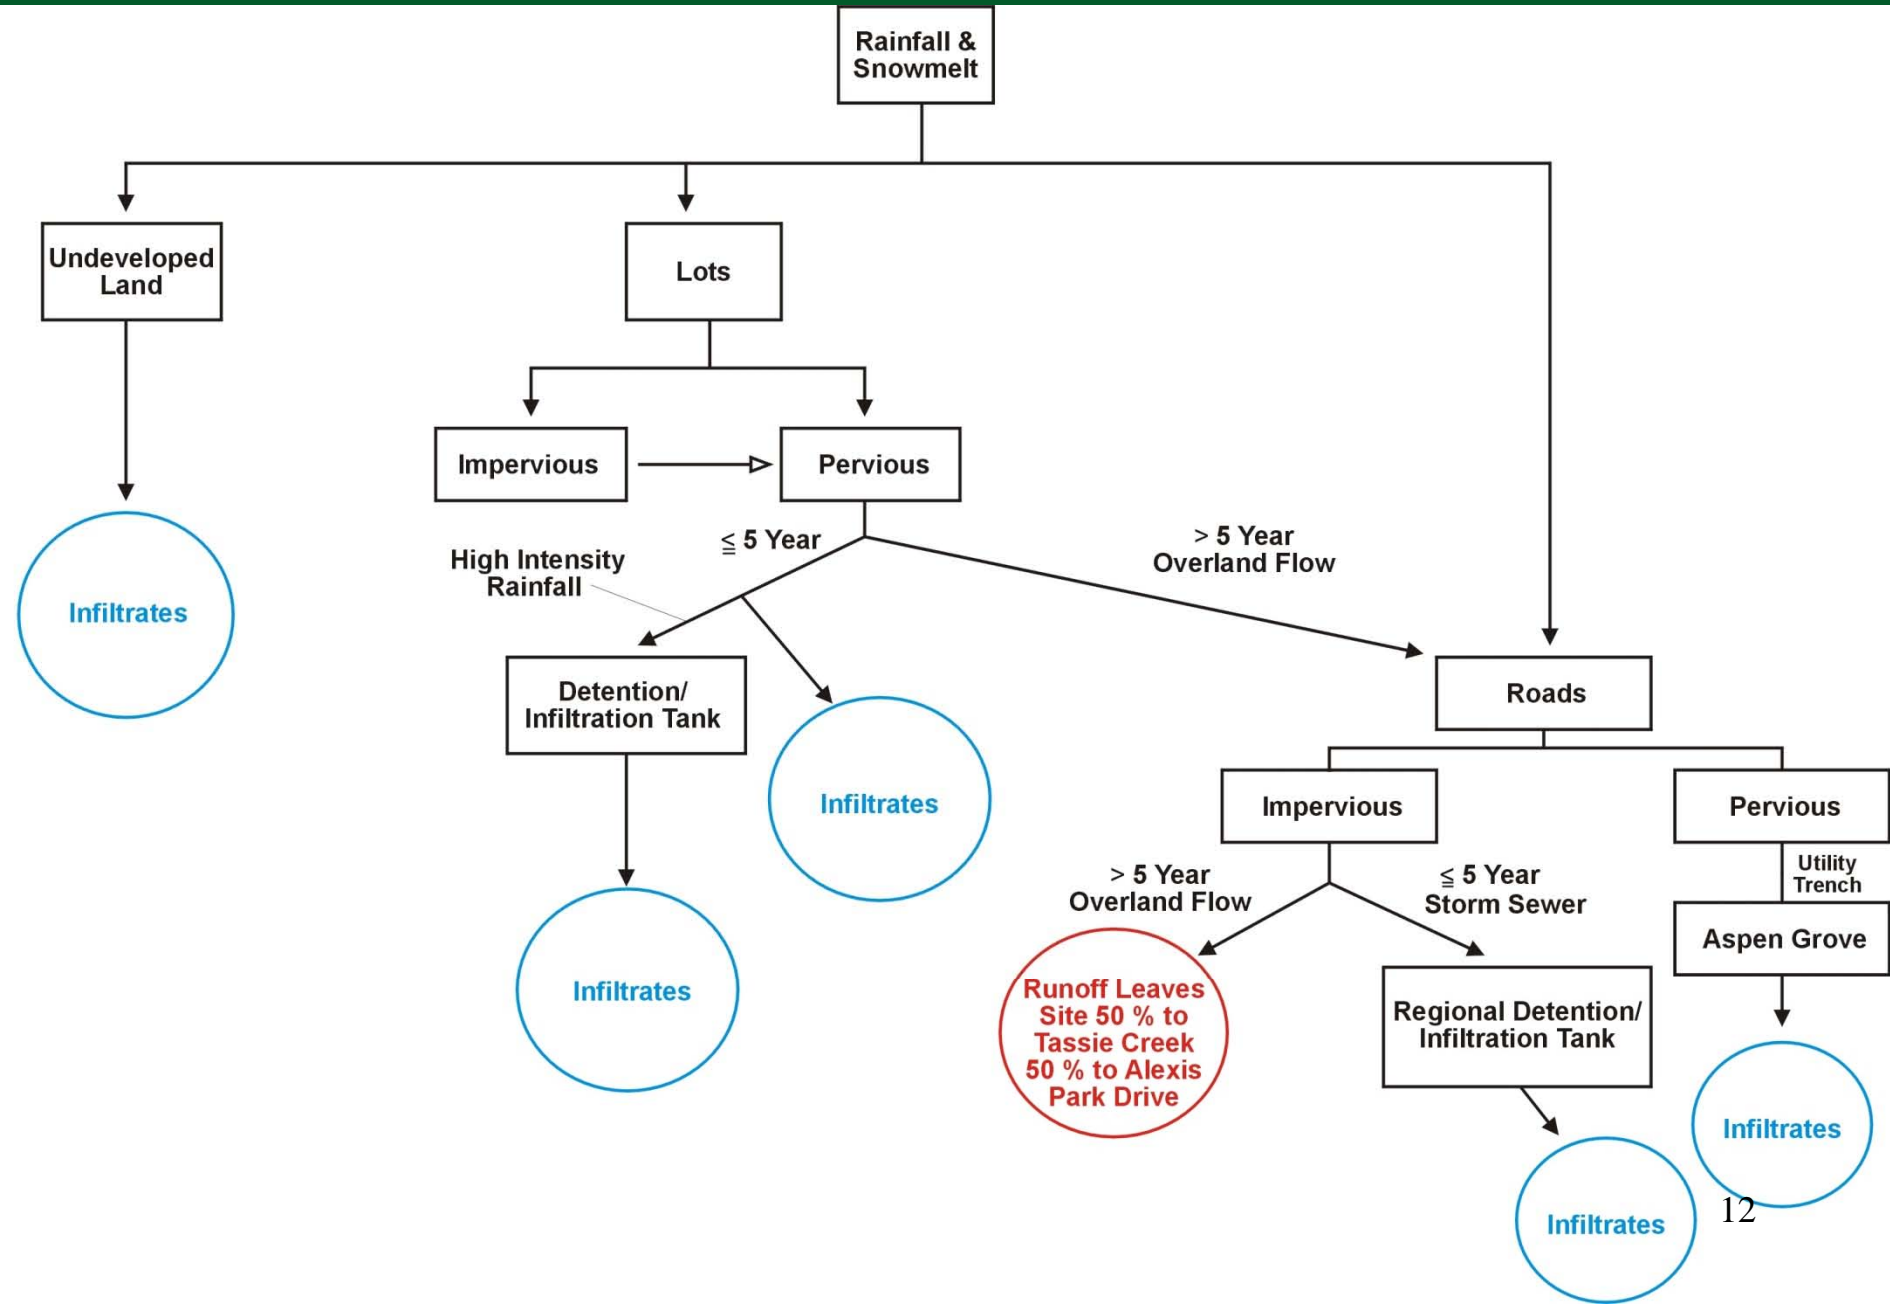 Rainfall &
Snowmelt
Undeveloped
Land
Lots
Impervious
Pervious
≦ 5 Year
High Intensity
Rainfall
> 5 Year
Overland Flow
Infiltrates
Detention/
Infiltration Tank
Roads
Infiltrates
Impervious
Pervious
> 5 Year
Overland Flow
≦ 5 Year
Storm Sewer
Utility
Trench
Aspen Grove
Infiltrates
Runoff Leaves
Site 50 % to
Tassie Creek
50 % to Alexis
Park Drive
Regional Detention/
Infiltration Tank
Infiltrates
Infiltrates
12